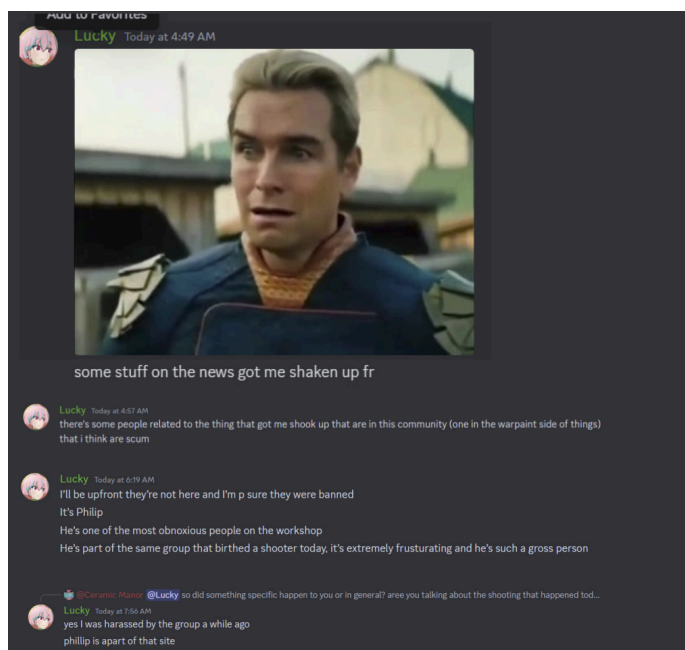 Add to Favorites
Lucky Today at 4:49 AM
some stuff on the news got me shaken up fr
Lucky Today at 4:57 AM
there's some people related to the thing that got me shook up that are in this community (one in the warpaint side of things)
that i think are scum
Lucky Today at 6:19 AM
I'll be upfront they're not here and I'm p sure they were banned
It's Philip
He's one of the most obnoxious people on the workshop
He's part of the same group that birthed a shooter today, it's extremely frusturating and he's such a gross person
@Ceramic Manor @Lucky so did something specific happen to you or in general? aree you talking about the shooting that happened tod...
Lucky Today at 7:56 AM
yes I was harassed by the group a while ago
phillip is apart of that site